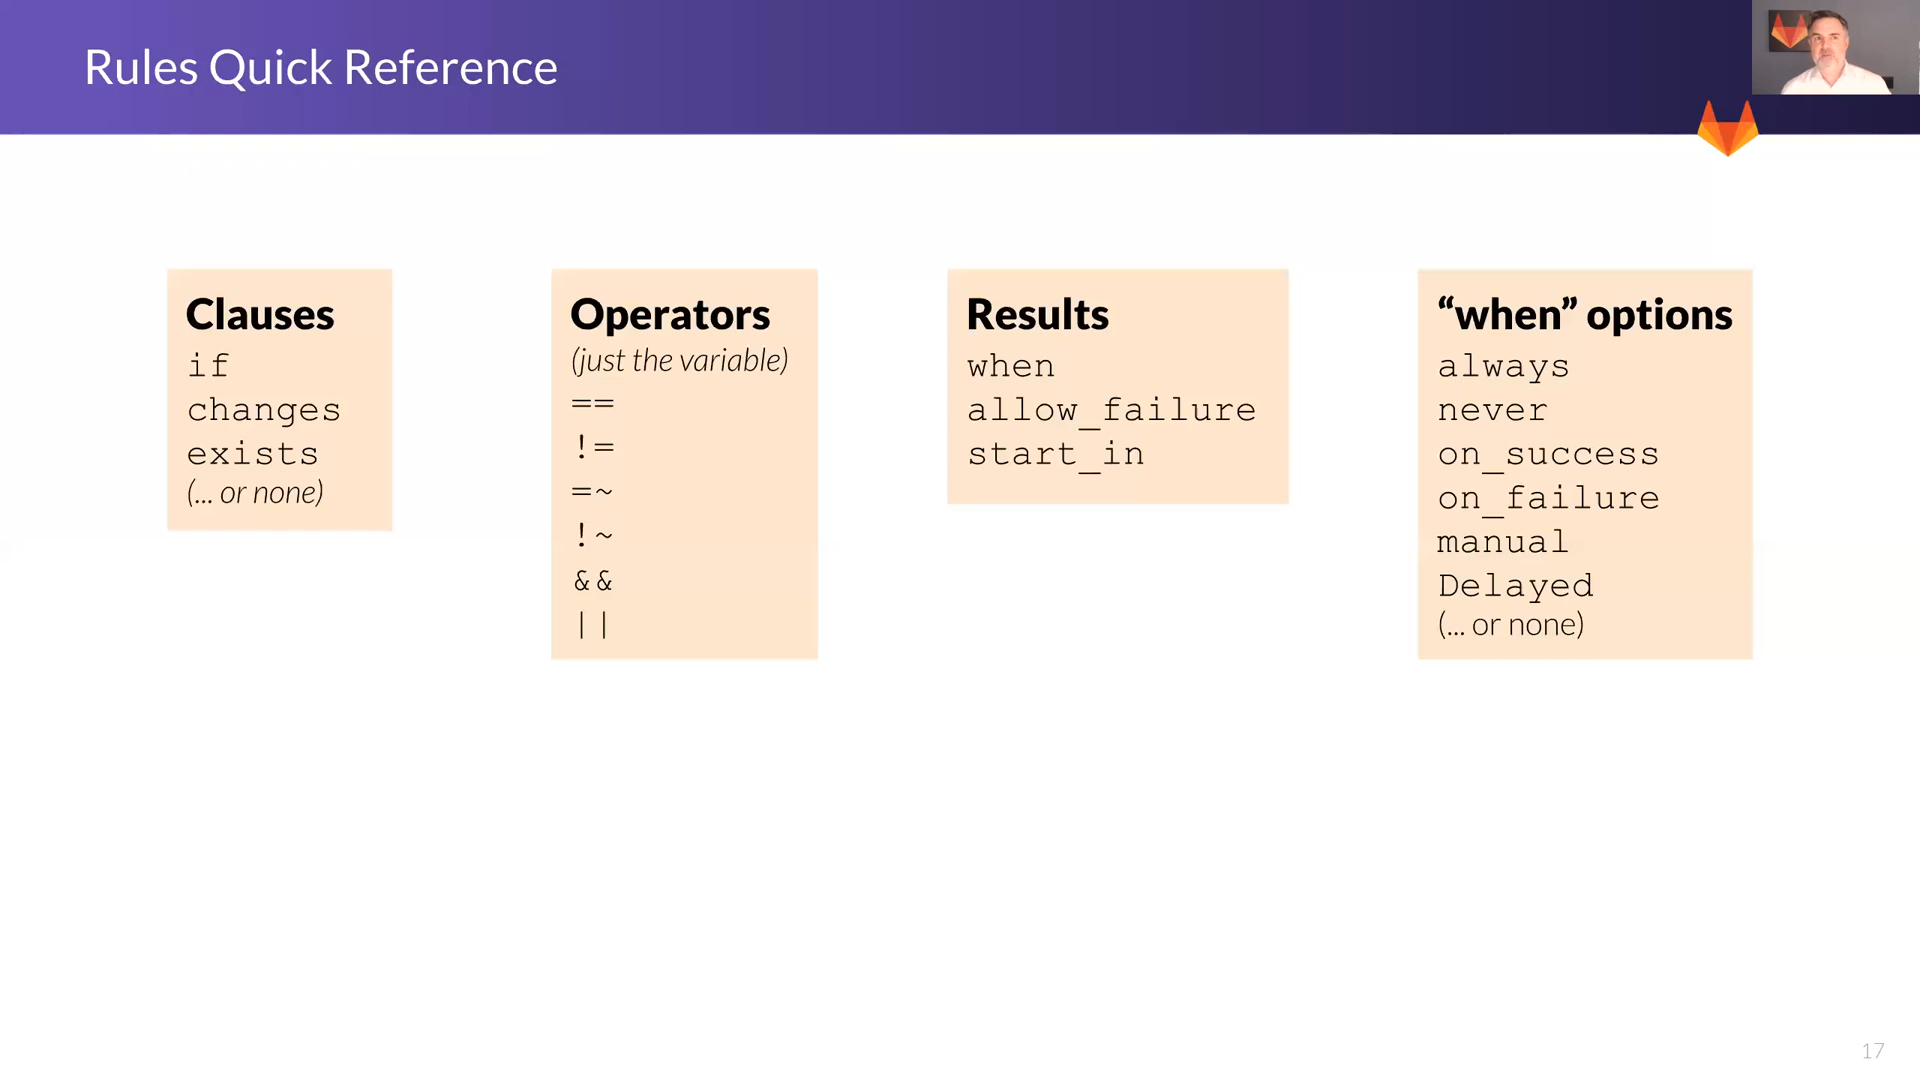 Rules Quick Reference
Clauses
if
changes
exists
(... or none)
Operators
(just the variable)
==
!=
=~
!~
&&
||
Results
when
allow_failure
start_in
“when” options
always
never
on_success
on_failure
manual
Delayed
(... or none)
17